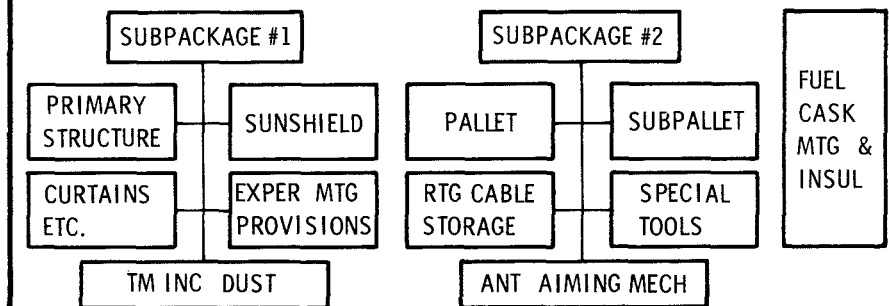 SUBPACKAGE #1
PRIMARY
STRUCTURE
SUNSHIELD
CURTAINS
ETC.
EXPER MTG
PROVISIONS
TM INC DUST
SUBPACKAGE #2
PALLET
SUBPALLET
RTG CABLE
STORAGE
SPECIAL
TOOLS
ANT AIMING MECH
FUEL
CASK
MTG &
INSUL